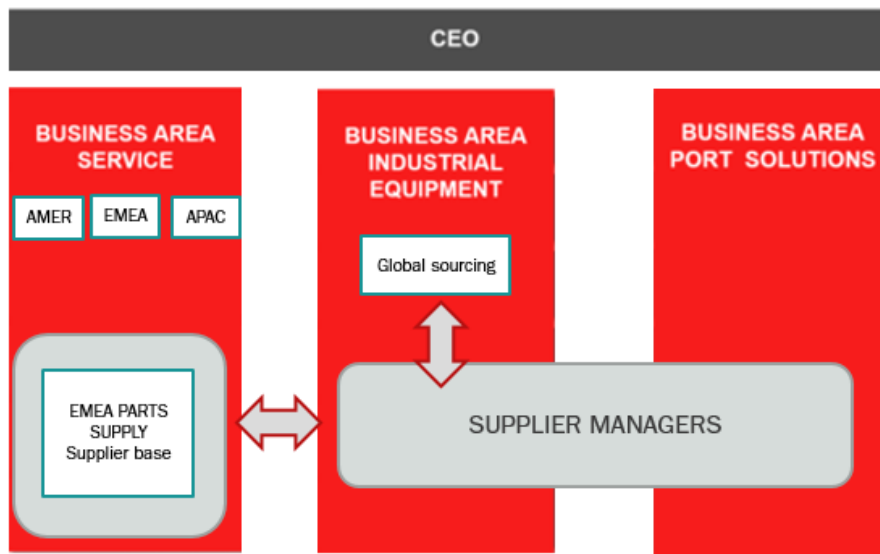 CEO
BUSINESS AREA
SERVICE
AMER
EMEA
APAC
EMEA PARTS
SUPPLY
Supplier base
BUSINESS AREA
INDUSTRIAL
EQUIPMENT
Global sourcing
BUSINESS AREA
PORT SOLUTIONS
SUPPLIER MANAGERS